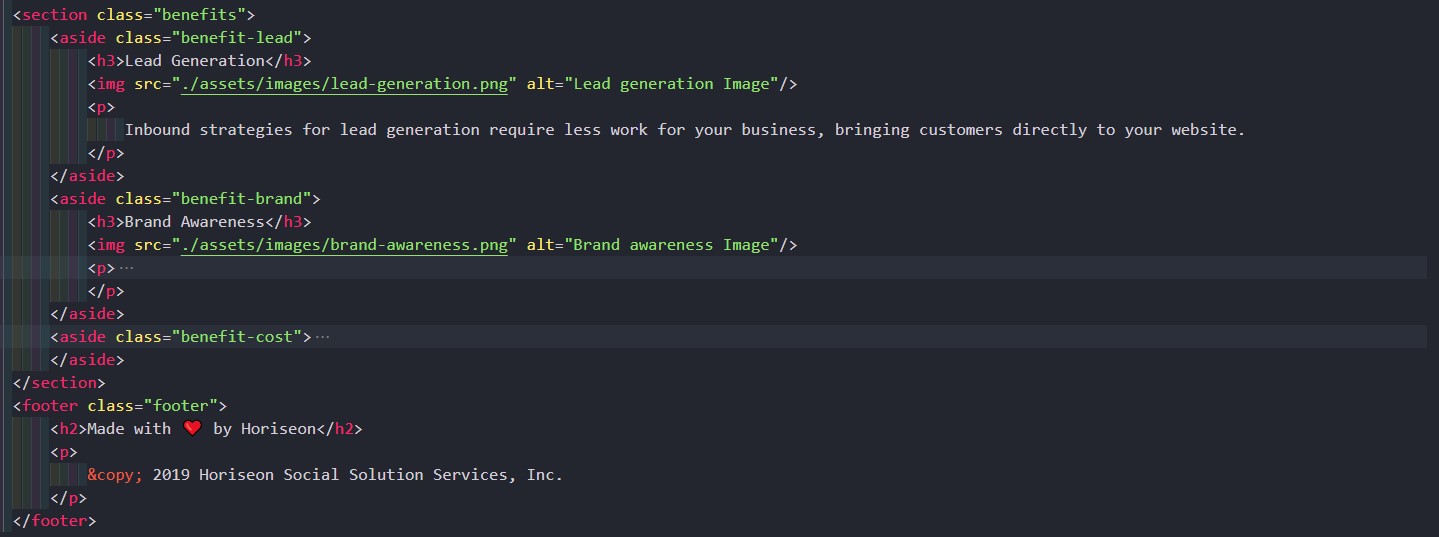 <section class="benefits">
<aside class="benefit-lead">
<h3>Lead Generation</h3>
<img src="./assets/images/lead-generation.png" alt="Lead generation Image"/>
<p>
Inbound strategies for lead generation require less work for your business, bringing customers directly to your website.
</p>
</aside>
<aside class="benefit-brand">
<h3>Brand Awareness</h3>
<img src="./assets/images/brand-awareness.png" alt="Brand awareness Image"/>
<p>···
</p>
</aside>
<aside class="benefit-cost">···
</aside>
</section>
<footer class="footer">
<h2>Made with ❤️ by Horiseon</h2>
<p>
&copy; 2019 Horiseon Social Solution Services, Inc.
</p>
</footer>